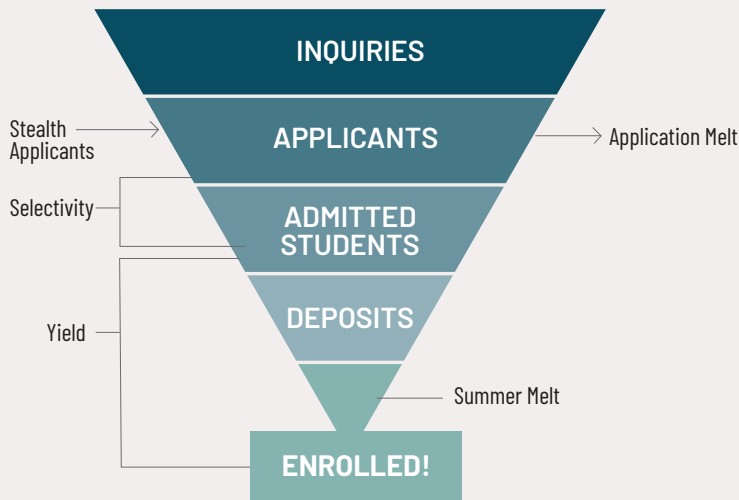 INQUIRIES
Stealth
Applicants
APPLICANTS
Application Melt
Selectivity
ADMITTED
STUDENTS
DEPOSITS
Yield
Summer Melt
ENROLLED!